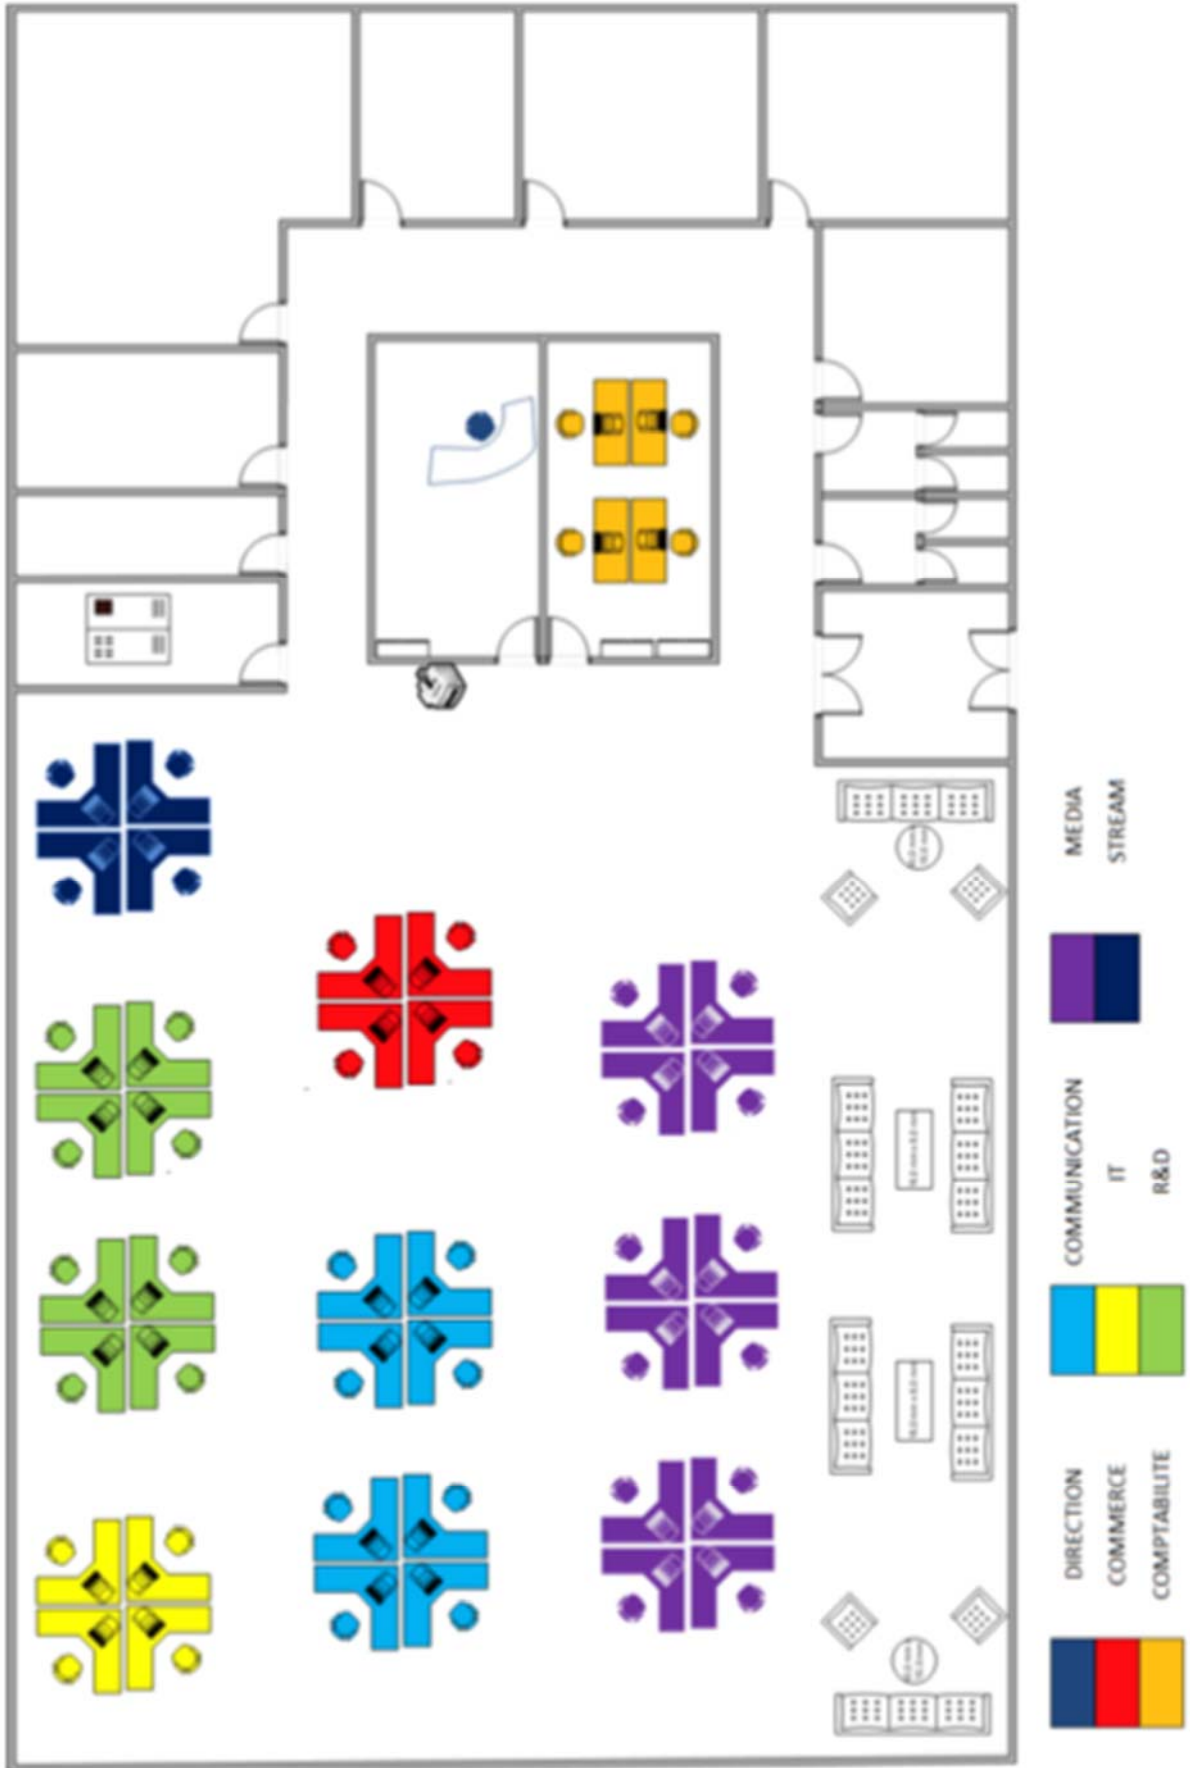 DIRECTION
COMMERCE
COMPTABILITE
COMMUNICATION
IT
R&D
MEDIA
STREAM